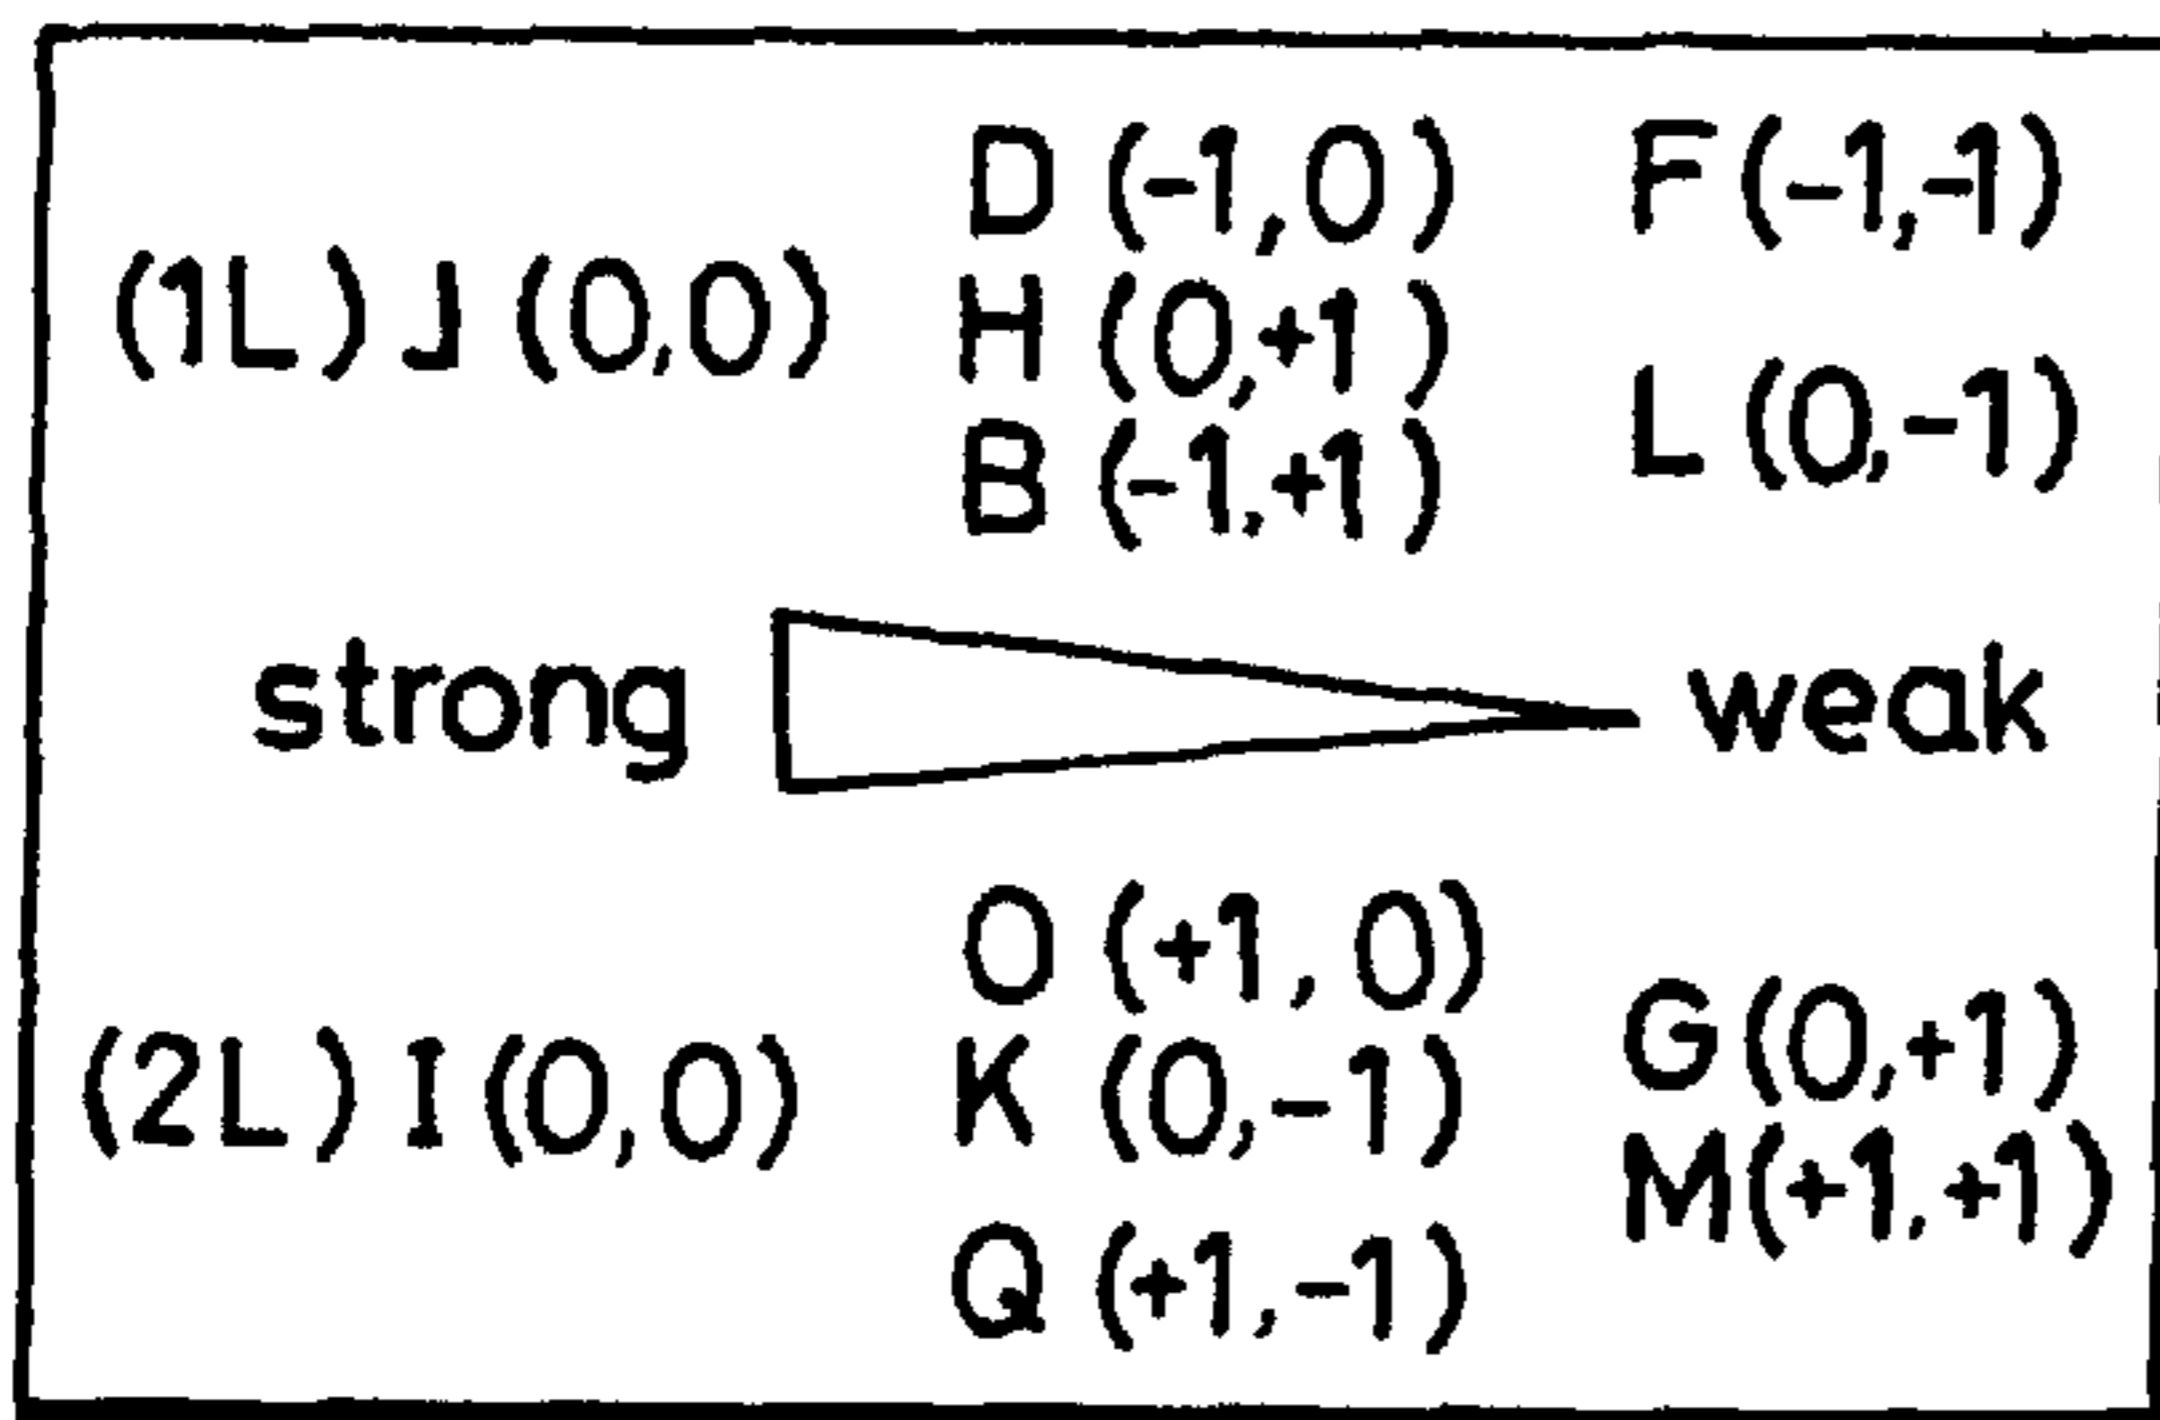 D (-1,0) F(-1,-1)
(1L) J (0,0) H (0,+1)
B (-1,+1) L (0,-1)
strong weak
O (+1, 0)
(2L) I (0,0) K (0,-1) G(0,+1)
M(+1,+1)
Q (+1,-1)